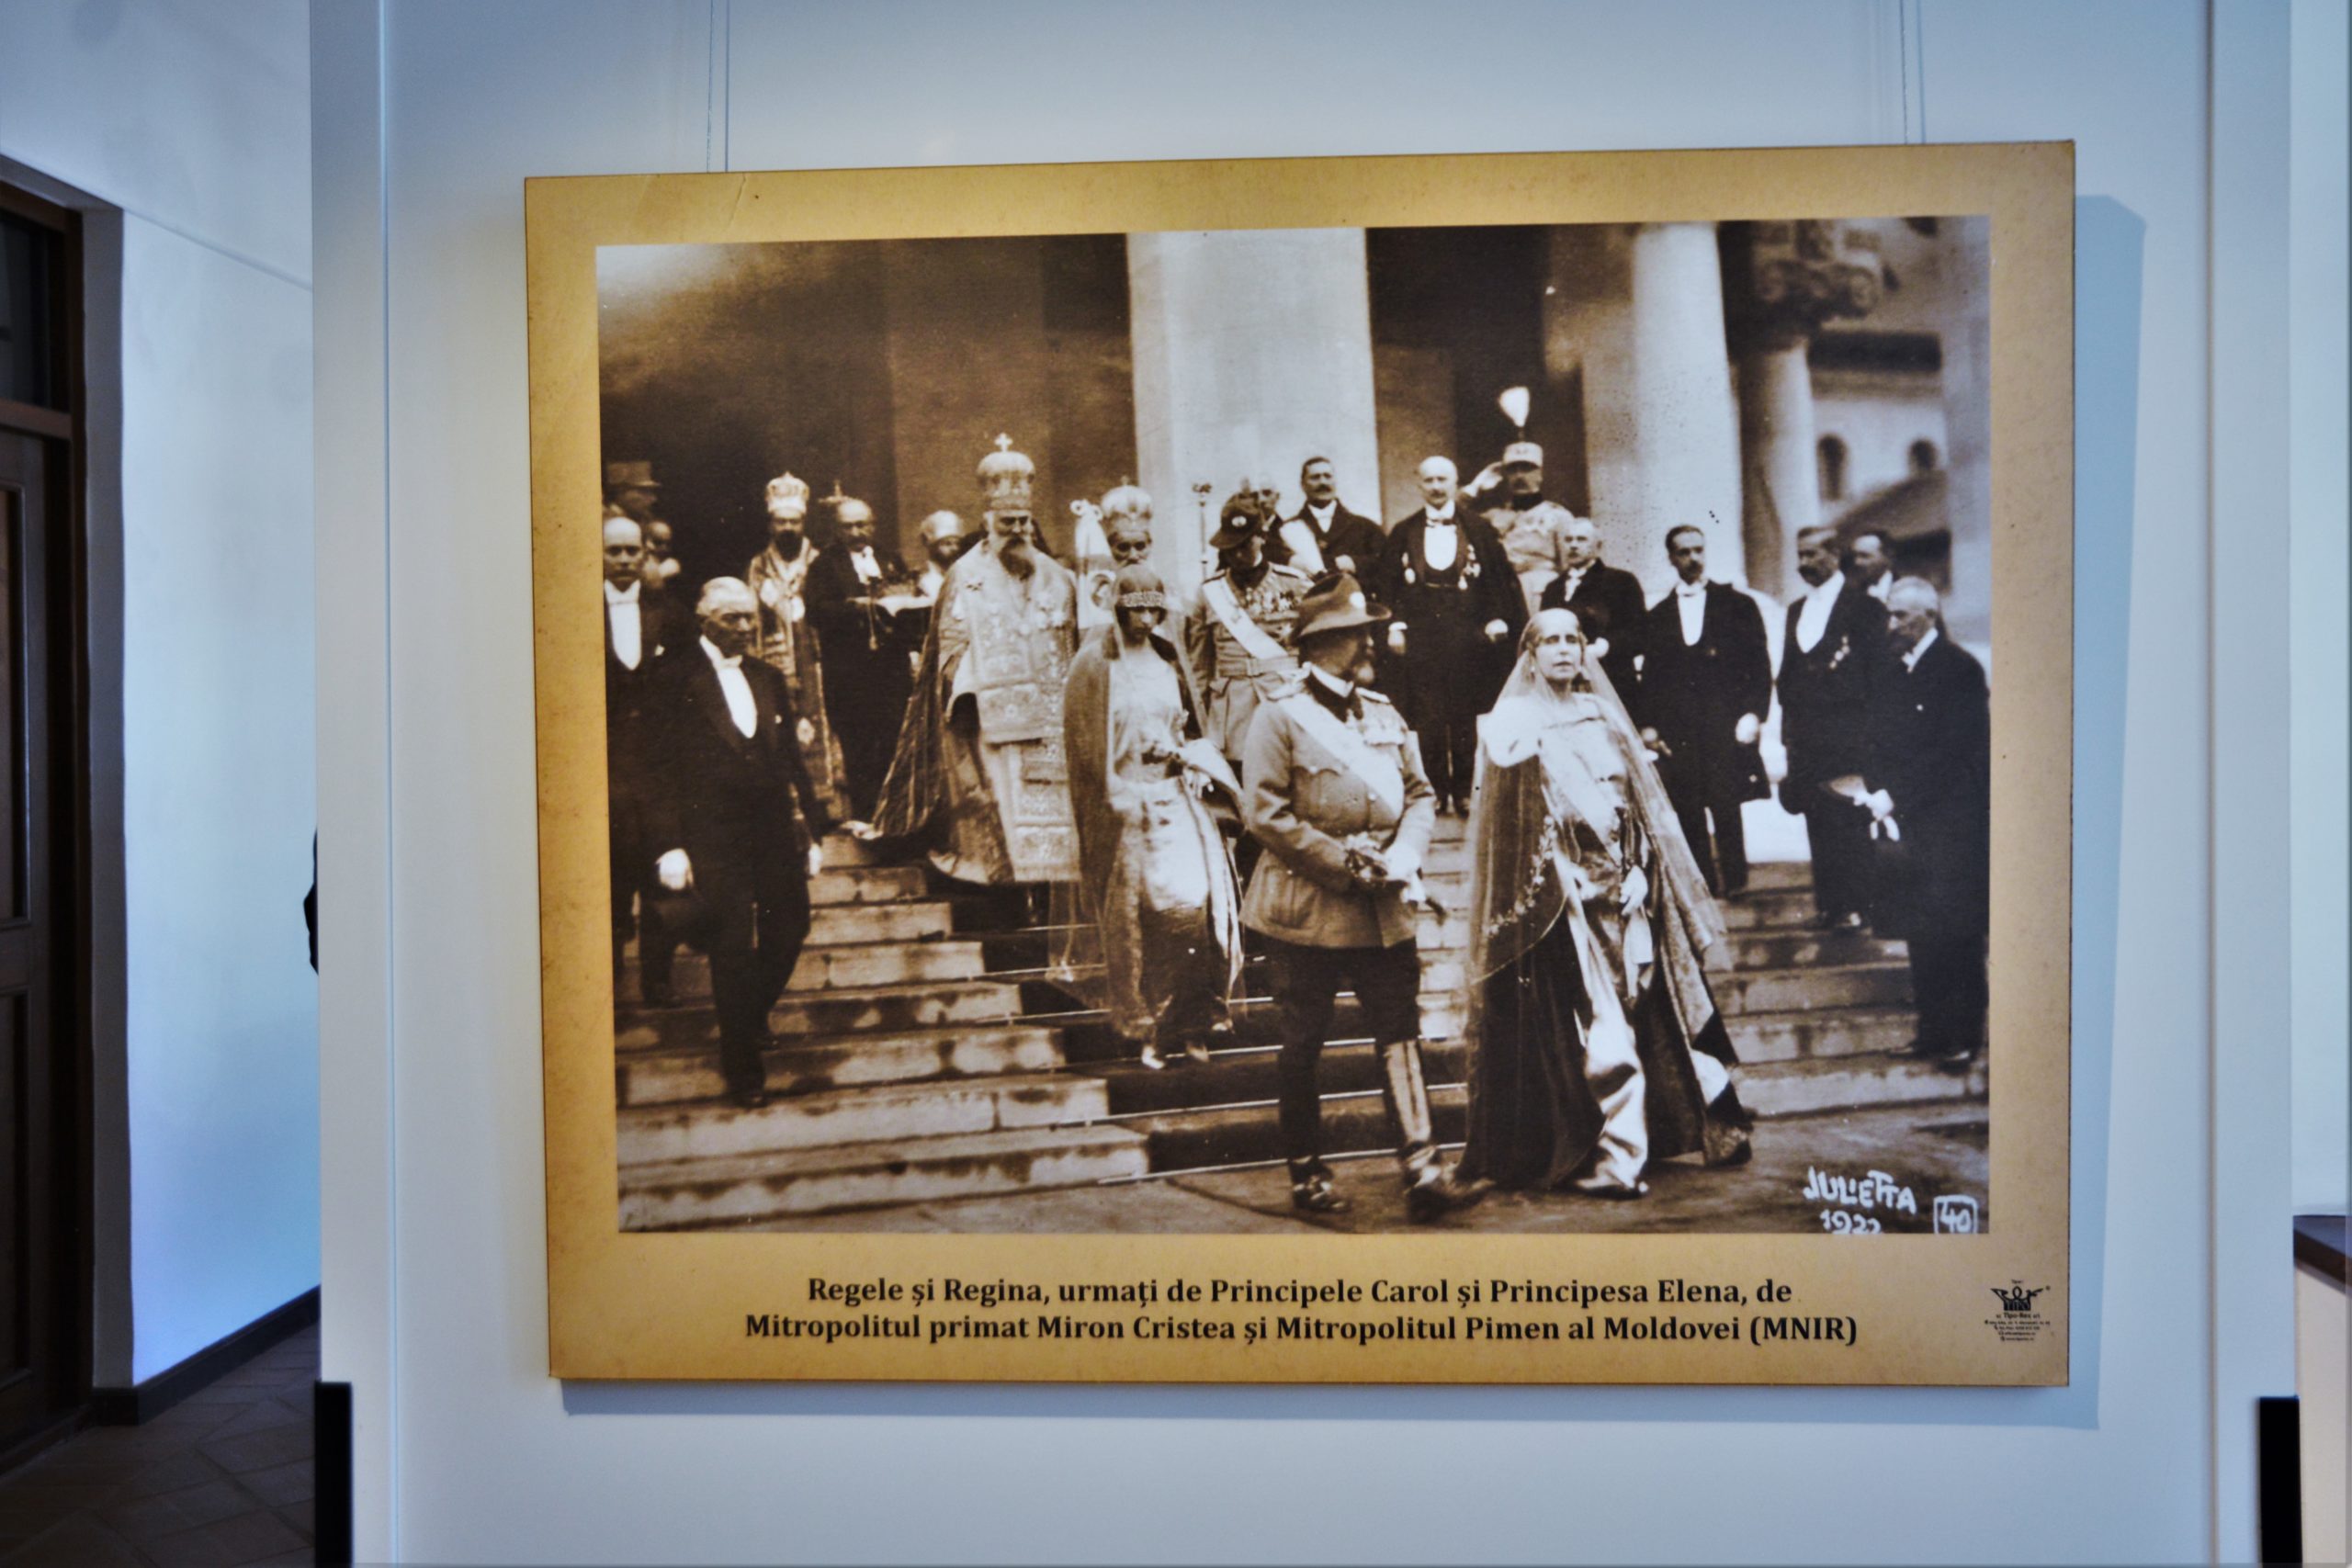 JULIETTA
1922 40
Regele și Regina, urmați de Principele Carol și Principesa Elena, de
Mitropolitul primat Miron Cristea și Mitropolitul Pimen al Moldovei (MNIR)